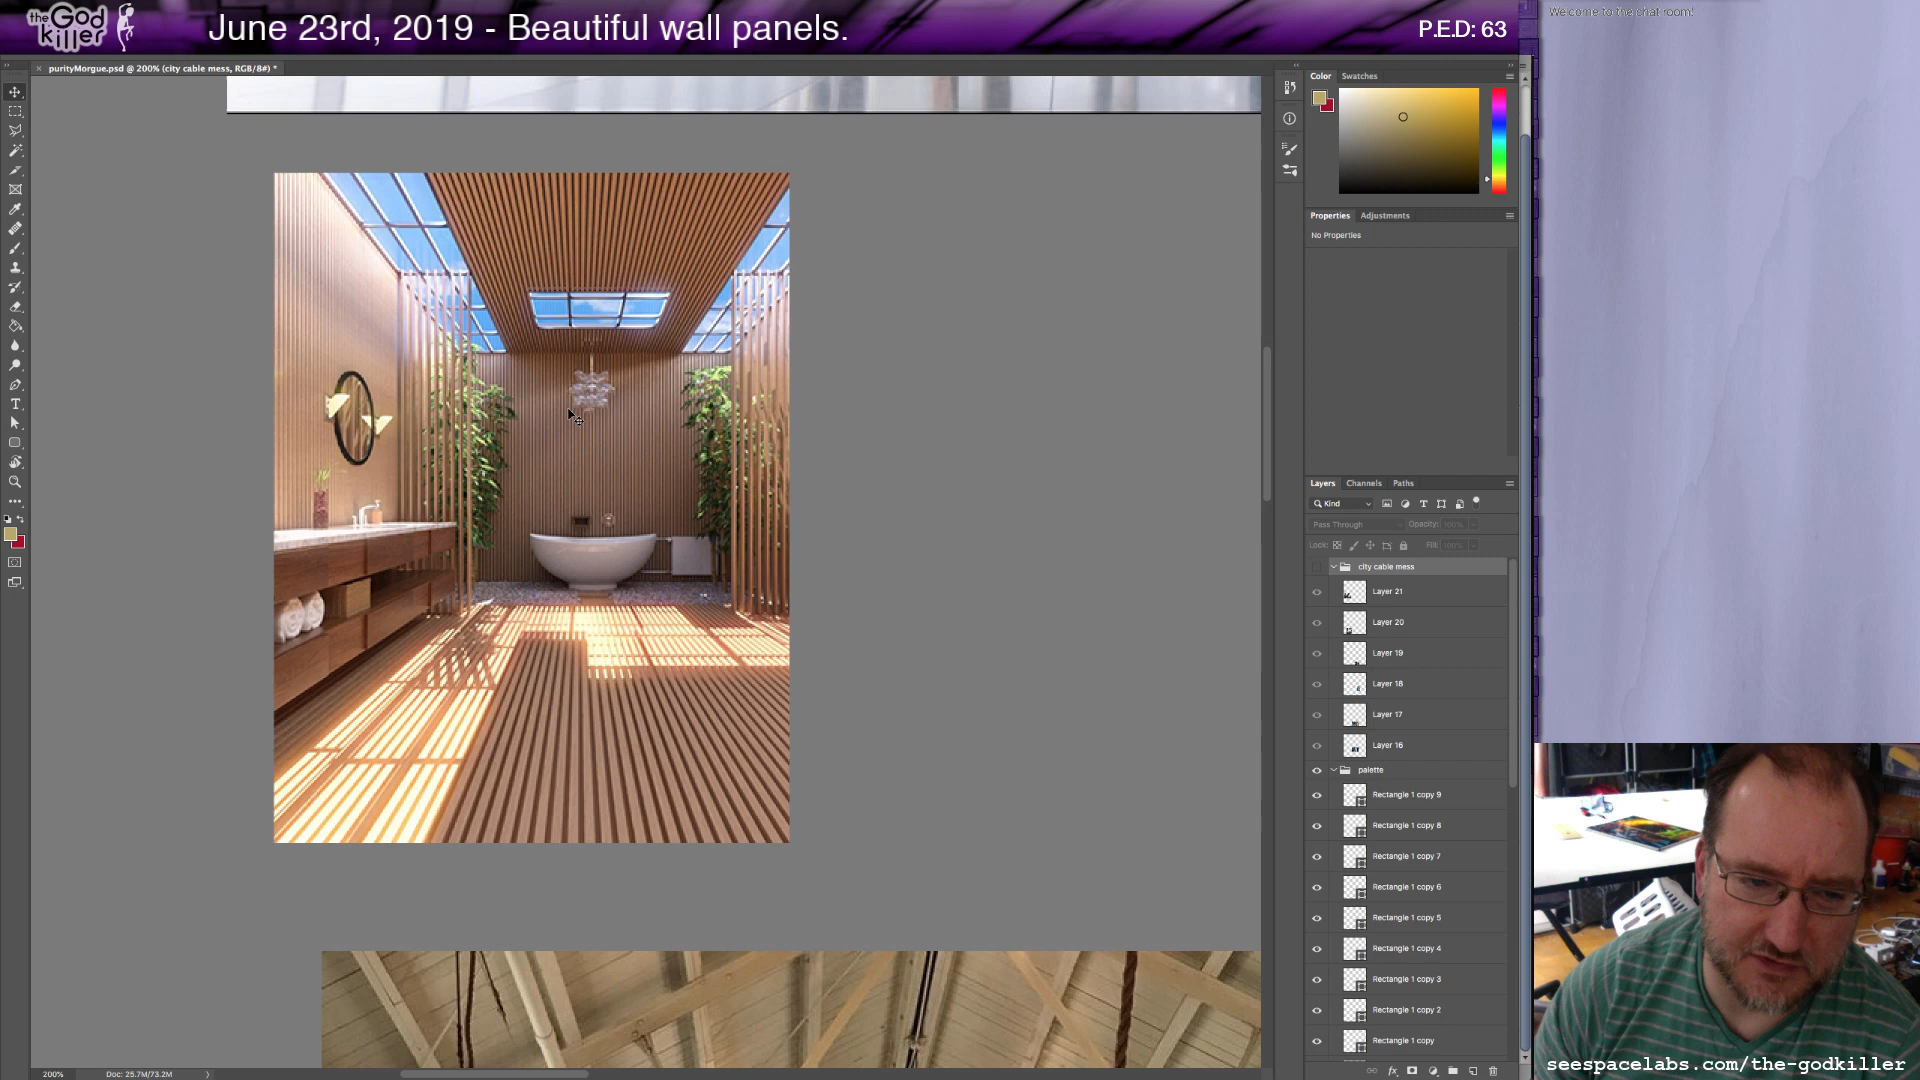 the God killer
June 23rd, 2019 - Beautiful wall panels.
P.E.D: 63
We come to the chat room!
purityMorgue.psd @ 200% (city cable mess, RGB/8#) *
Color
Swatches
Properties
Adjustments
No Properties
Layers
Channels
Paths
Kind
Pass Through
Opacity: 100%
Lock:
Fill: 100%
city cable mess
Layer 21
Layer 20
Layer 19
Layer 18
Layer 17
Layer 16
palette
Rectangle 1 copy 9
Rectangle 1 copy 8
Rectangle 1 copy 7
Rectangle 1 copy 6
Rectangle 1 copy 5
Rectangle 1 copy 4
Rectangle 1 copy 3
Rectangle 1 copy 2
Rectangle 1 copy
200%
Doc: 25.7M/73.2M
seespacelabs.com/the-godkiller